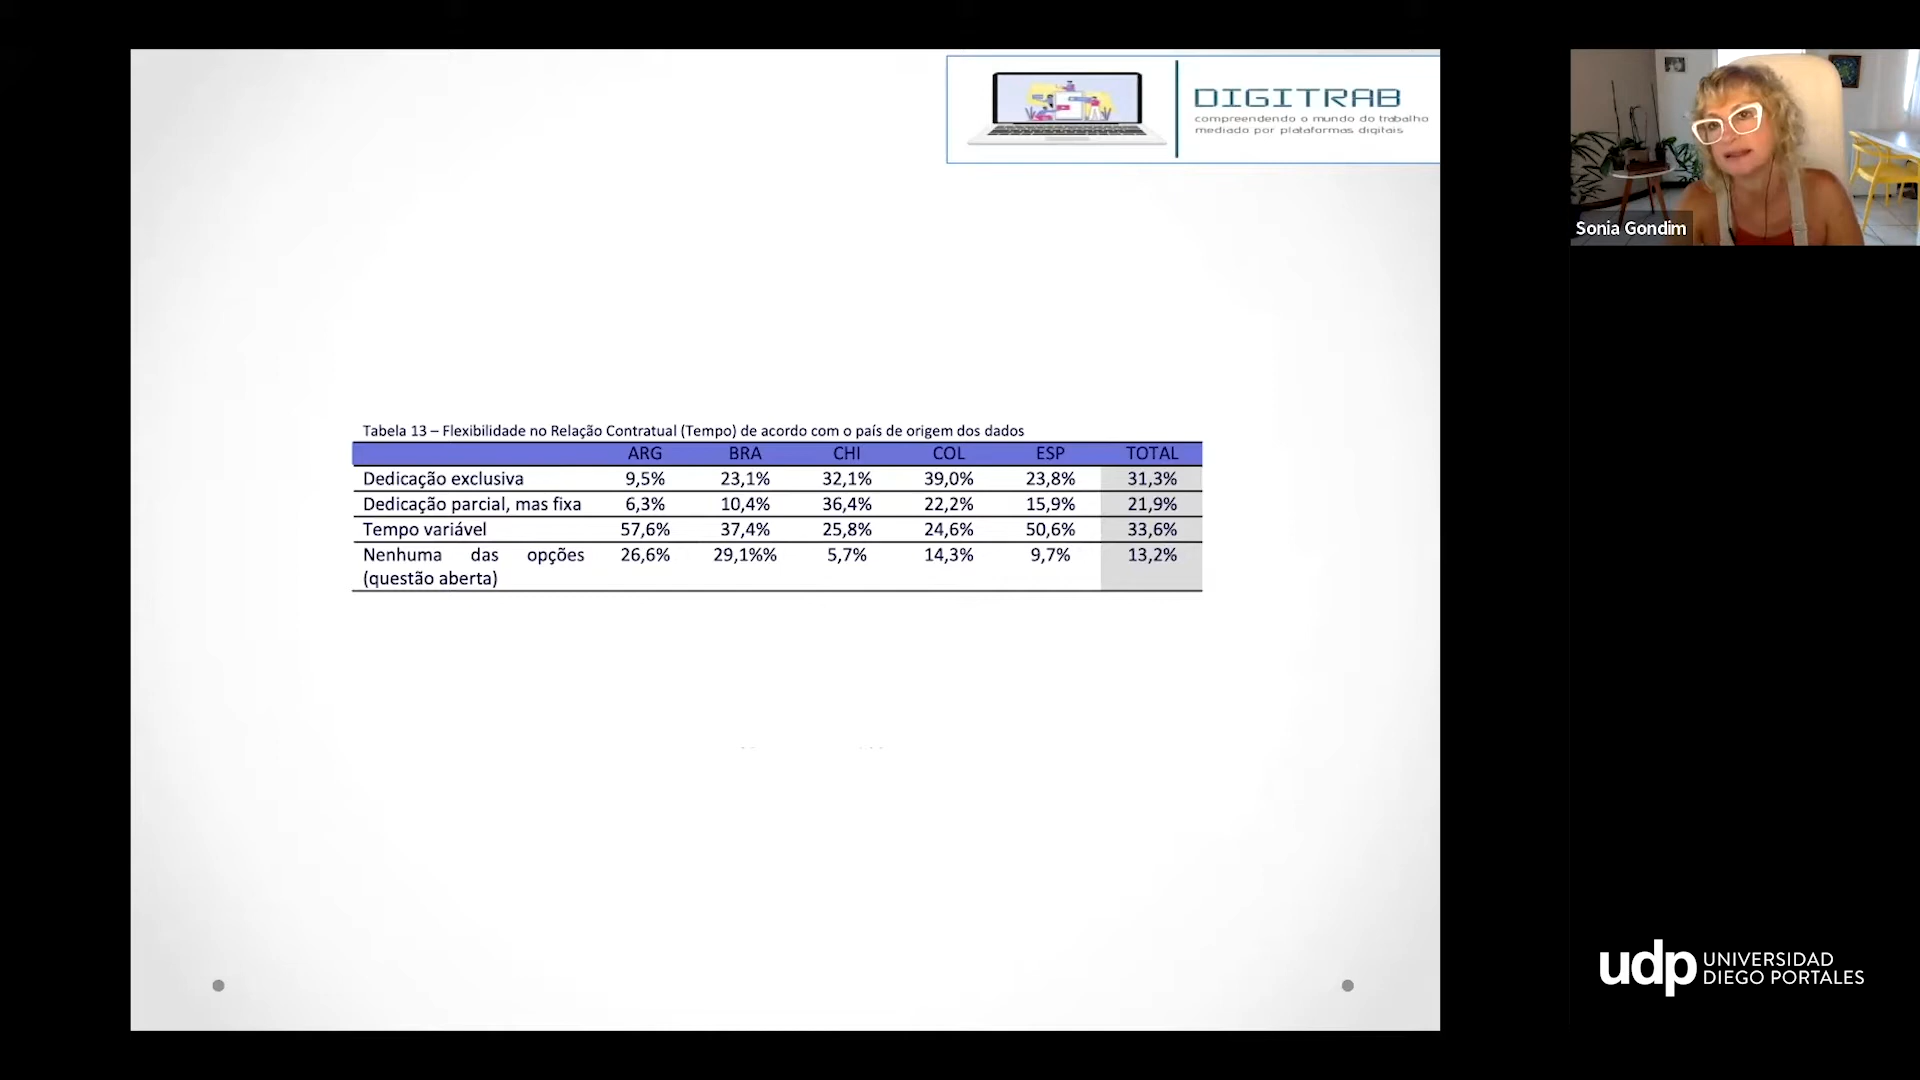 DIGITRAB
compreendendo o mundo do trabalho
mediado por plataformas digitais
Sonia Gondim
Tabela 13 – Flexibilidade no Relação Contratual (Tempo) de acordo com o país de origem dos dados
ARG BRA CHI COL ESP TOTAL
Dedicação exclusiva 9,5% 23,1% 32,1% 39,0% 23,8% 31,3%
Dedicação parcial, mas fixa 6,3% 10,4% 36,4% 22,2% 15,9% 21,9%
Tempo variável 57,6% 37,4% 25,8% 24,6% 50,6% 33,6%
Nenhuma das opções 26,6% 29,1%% 5,7% 14,3% 9,7% 13,2%
(questão aberta)
udp UNIVERSIDAD
DIEGO PORTALES